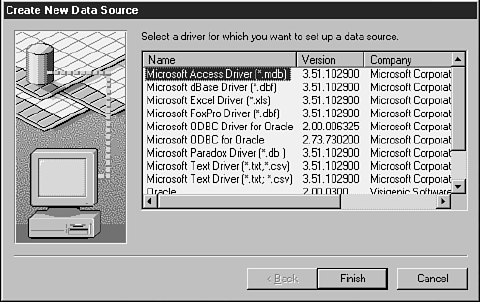 Create New Data Source
Select a driver for which you want to set up a data source.
Name Version Company
Microsoft Access Driver (*.mdb) 3.51.102900 Microsoft Corporat
Microsoft dBase Driver (*.dbf) 3.51.102900 Microsoft Corporat
Microsoft Excel Driver (*.xls) 3.51.102900 Microsoft Corporat
Microsoft FoxPro Driver (*.dbf) 3.51.102900 Microsoft Corporat
Microsoft ODBC Driver for Oracle 2.00.006325 Microsoft Corporat
Microsoft ODBC for Oracle 2.73.730200 Microsoft Corporat
Microsoft Paradox Driver (*.db ) 3.51.102900 Microsoft Corporat
Microsoft Text Driver (*.txt;*.csv) 3.51.102900 Microsoft Corporat
Microsoft Text Driver (*.txt; *.csv) 3.51.102900 Microsoft Corporat
Oracle 2.00.0300 Visigenic Software
< Back Finish Cancel